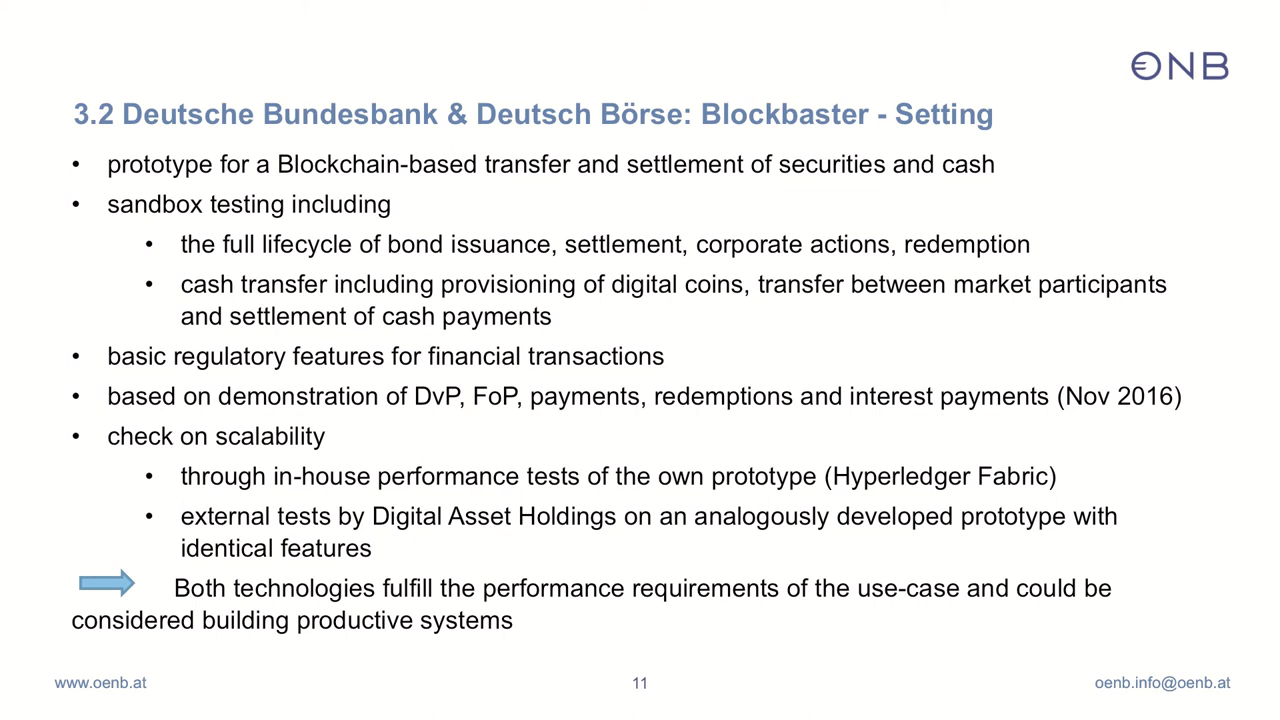 ONB
3.2 Deutsche Bundesbank & Deutsch Börse: Blockbaster - Setting
• prototype for a Blockchain-based transfer and settlement of securities and cash
• sandbox testing including
• the full lifecycle of bond issuance, settlement, corporate actions, redemption
• cash transfer including provisioning of digital coins, transfer between market participants
and settlement of cash payments
• basic regulatory features for financial transactions
• based on demonstration of DvP, FoP, payments, redemptions and interest payments (Nov 2016)
• check on scalability
• through in-house performance tests of the own prototype (Hyperledger Fabric)
• external tests by Digital Asset Holdings on an analogously developed prototype with
identical features
Both technologies fulfill the performance requirements of the use-case and could be
considered building productive systems
www.oenb.at
11
oenb.info@oenb.at